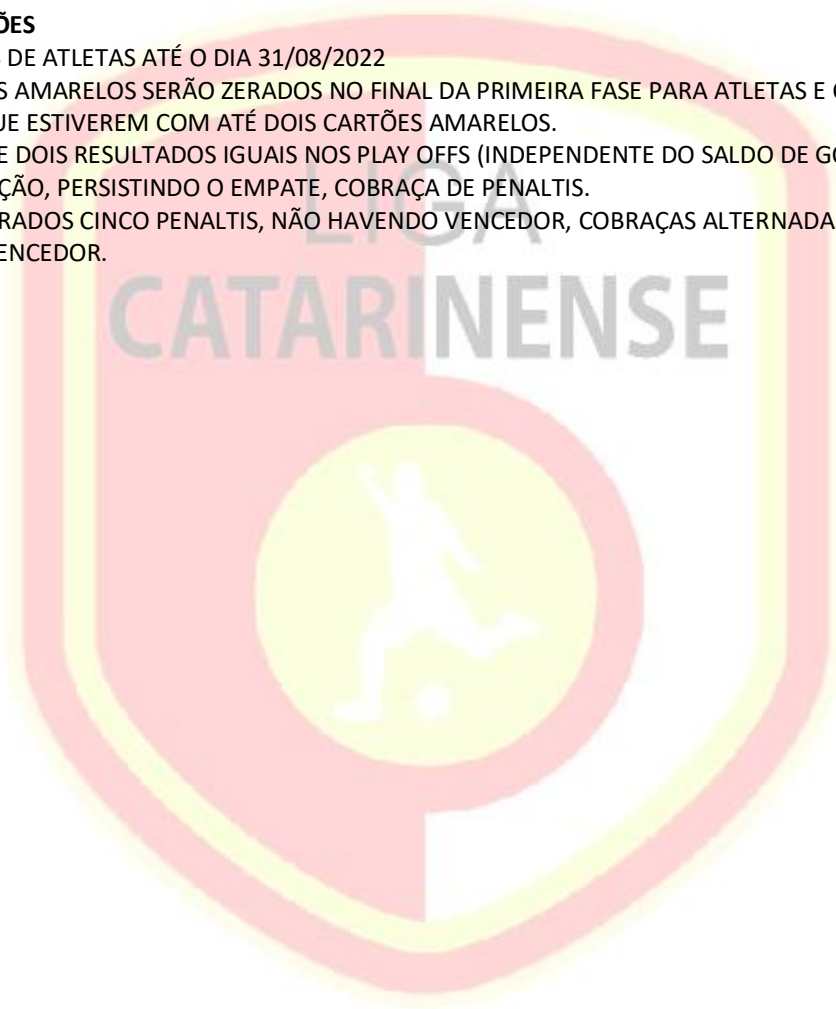 ÕES
DE ATLETAS ATÉ O DIA 31/08/2022
S AMARELOS SERÃO ZERADOS NO FINAL DA PRIMEIRA FASE PARA ATLETAS E
UE ESTIVEREM COM ATÉ DOIS CARTÕES AMARELOS.
E DOIS RESULTADOS IGUAIS NOS PLAY OFFS (INDEPENDENTE DO SALDO DE GO
ÇÃO, PERSISTINDO O EMPATE, COBRAÇA DE PENALTIS.
RADOS CINCO PENALTIS, NÃO HAVENDO VENCEDOR, COBRAÇAS ALTERNADA
ENCEDOR.
LIGA
CATARINENSE